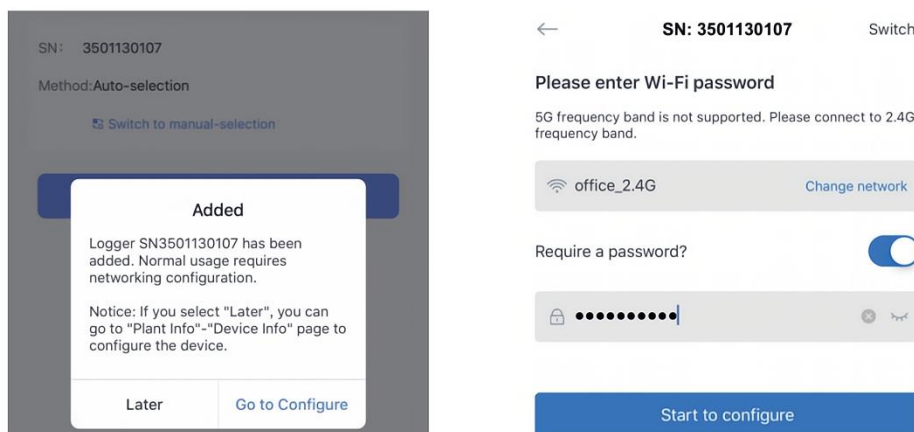 SN: 3501130107
Method:Auto-selection
Switch to manual-selection
Added
Logger SN3501130107 has been
added. Normal usage requires
networking configuration.
Notice: If you select "Later", you can
go to "Plant Info"-"Device Info" page to
configure the device.
Later Go to Configure
SN: 3501130107 Switch
Please enter Wi-Fi password
5G frequency band is not supported. Please connect to 2.4G
frequency band.
office_2.4G Change network
Require a password?
••••••••••
Start to configure